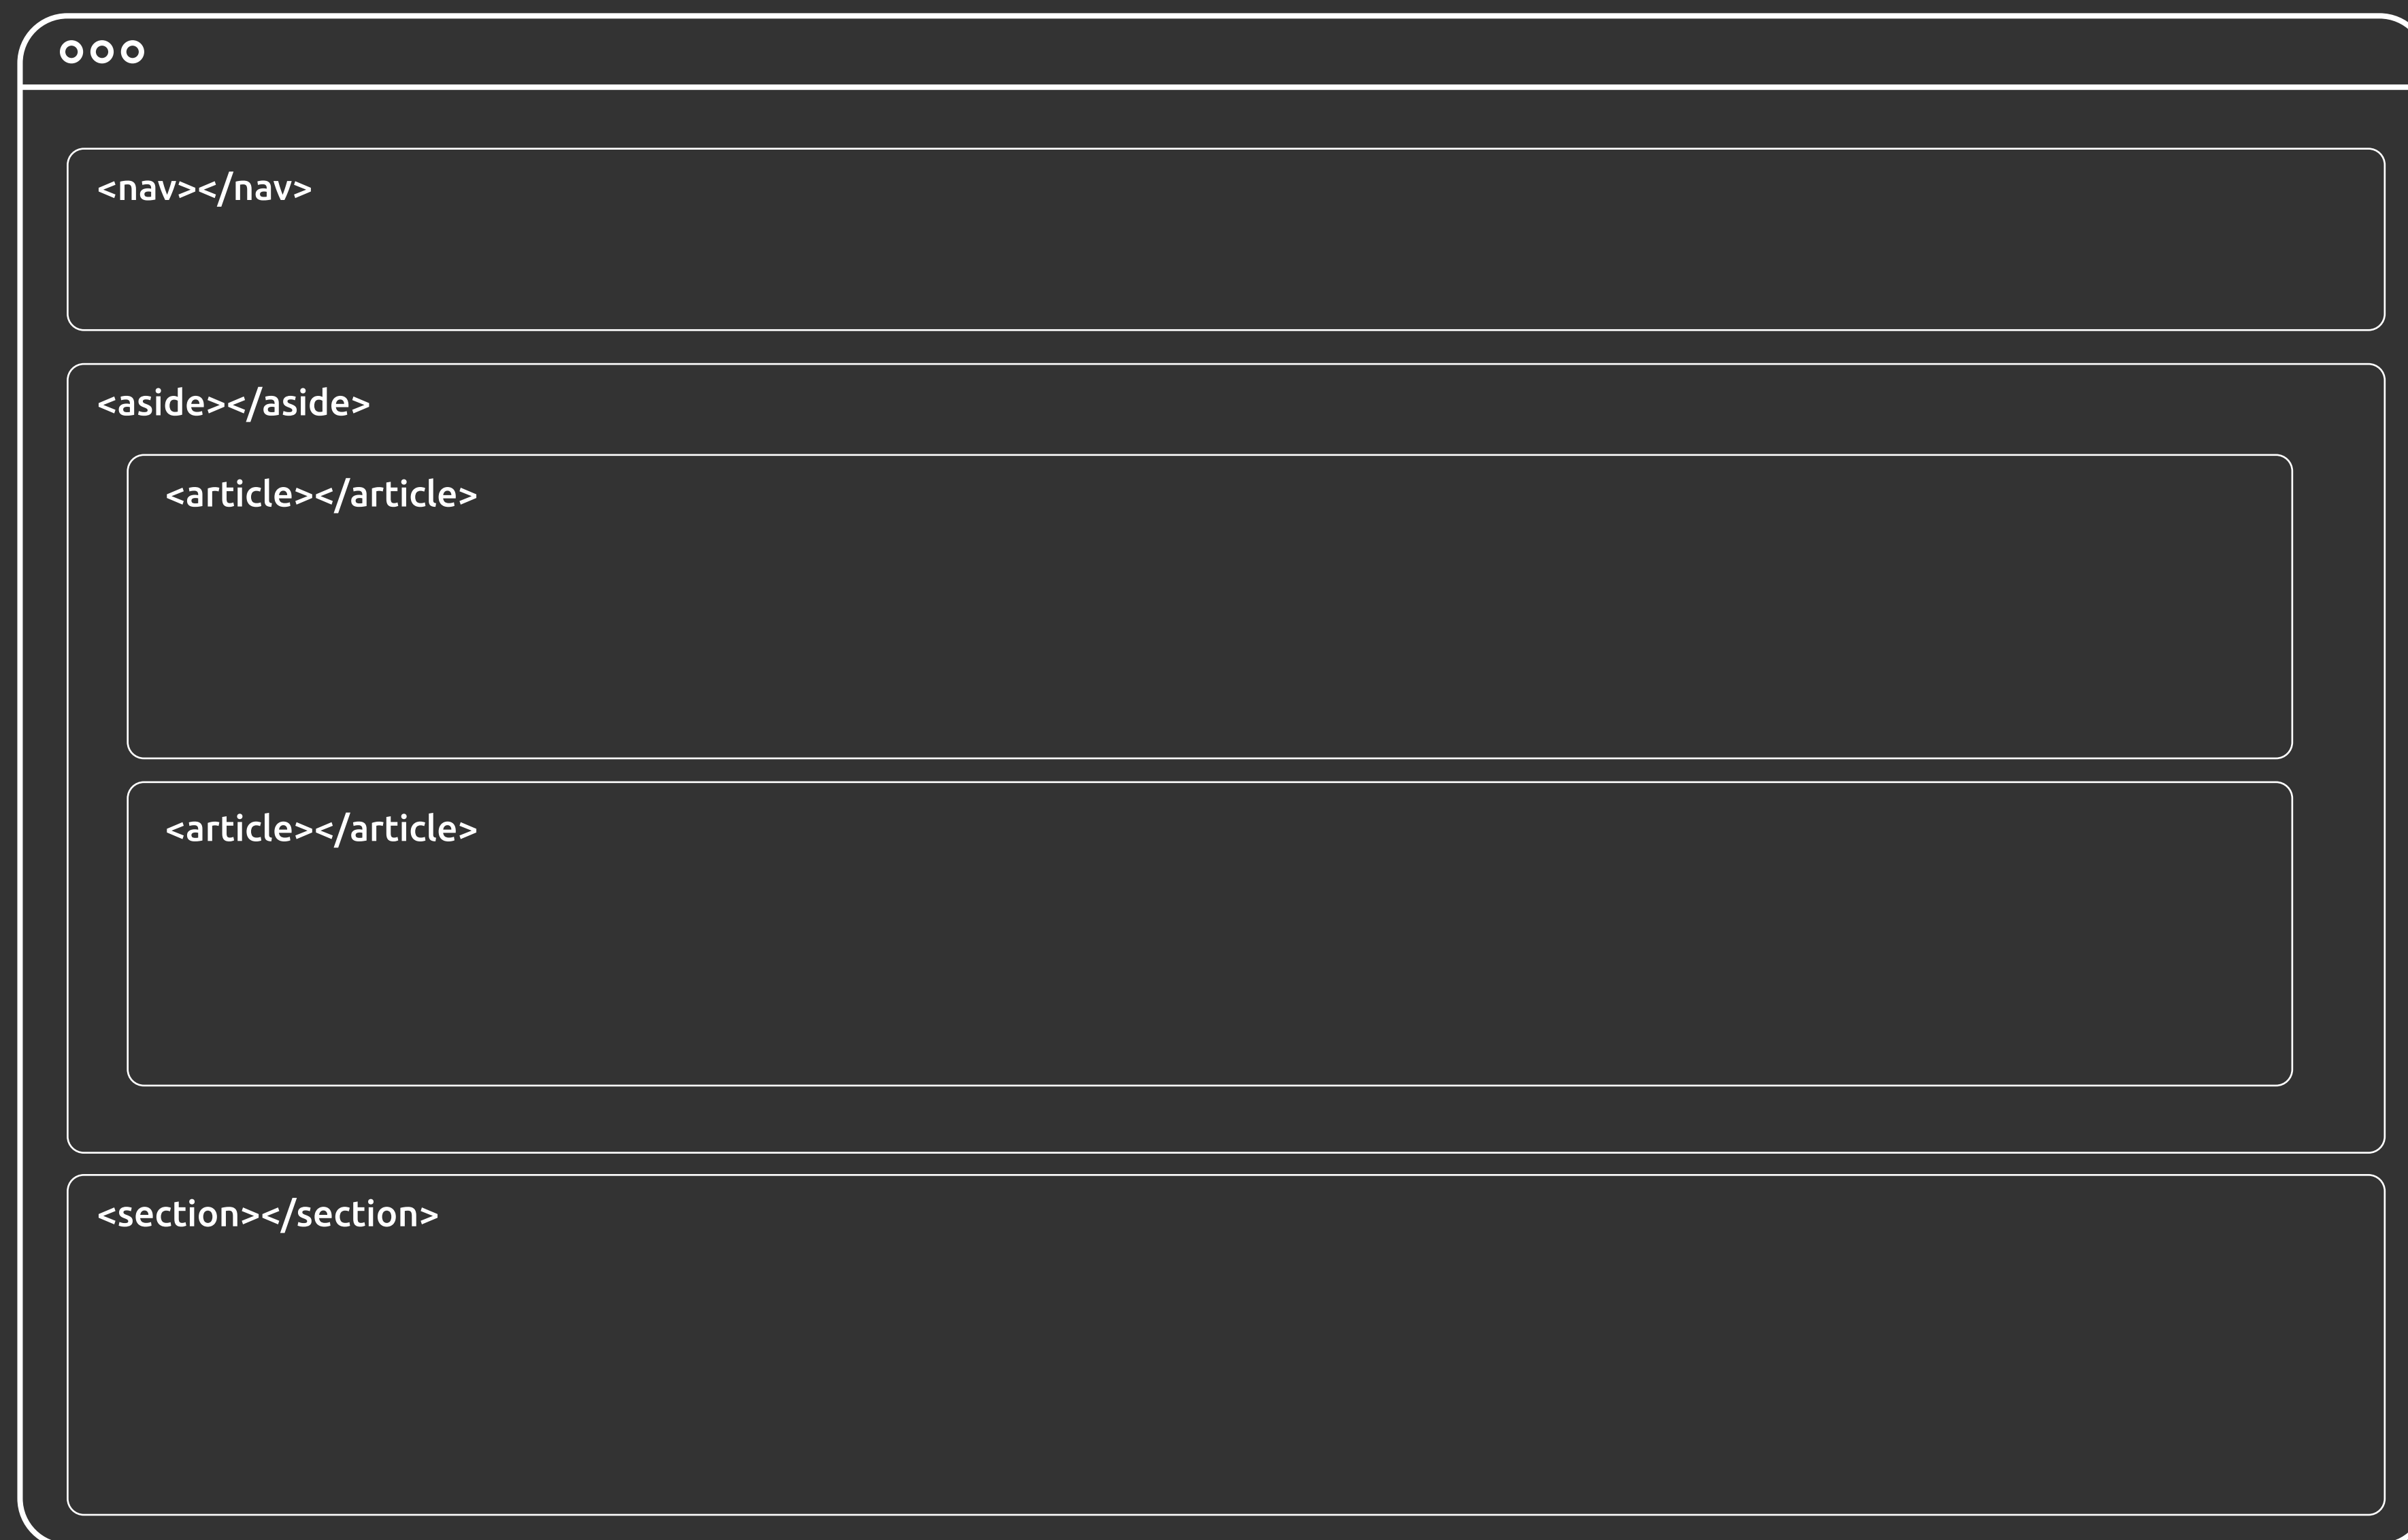 <nav></nav>
<aside></aside>
<article></article>
<article></article>
<section></section>